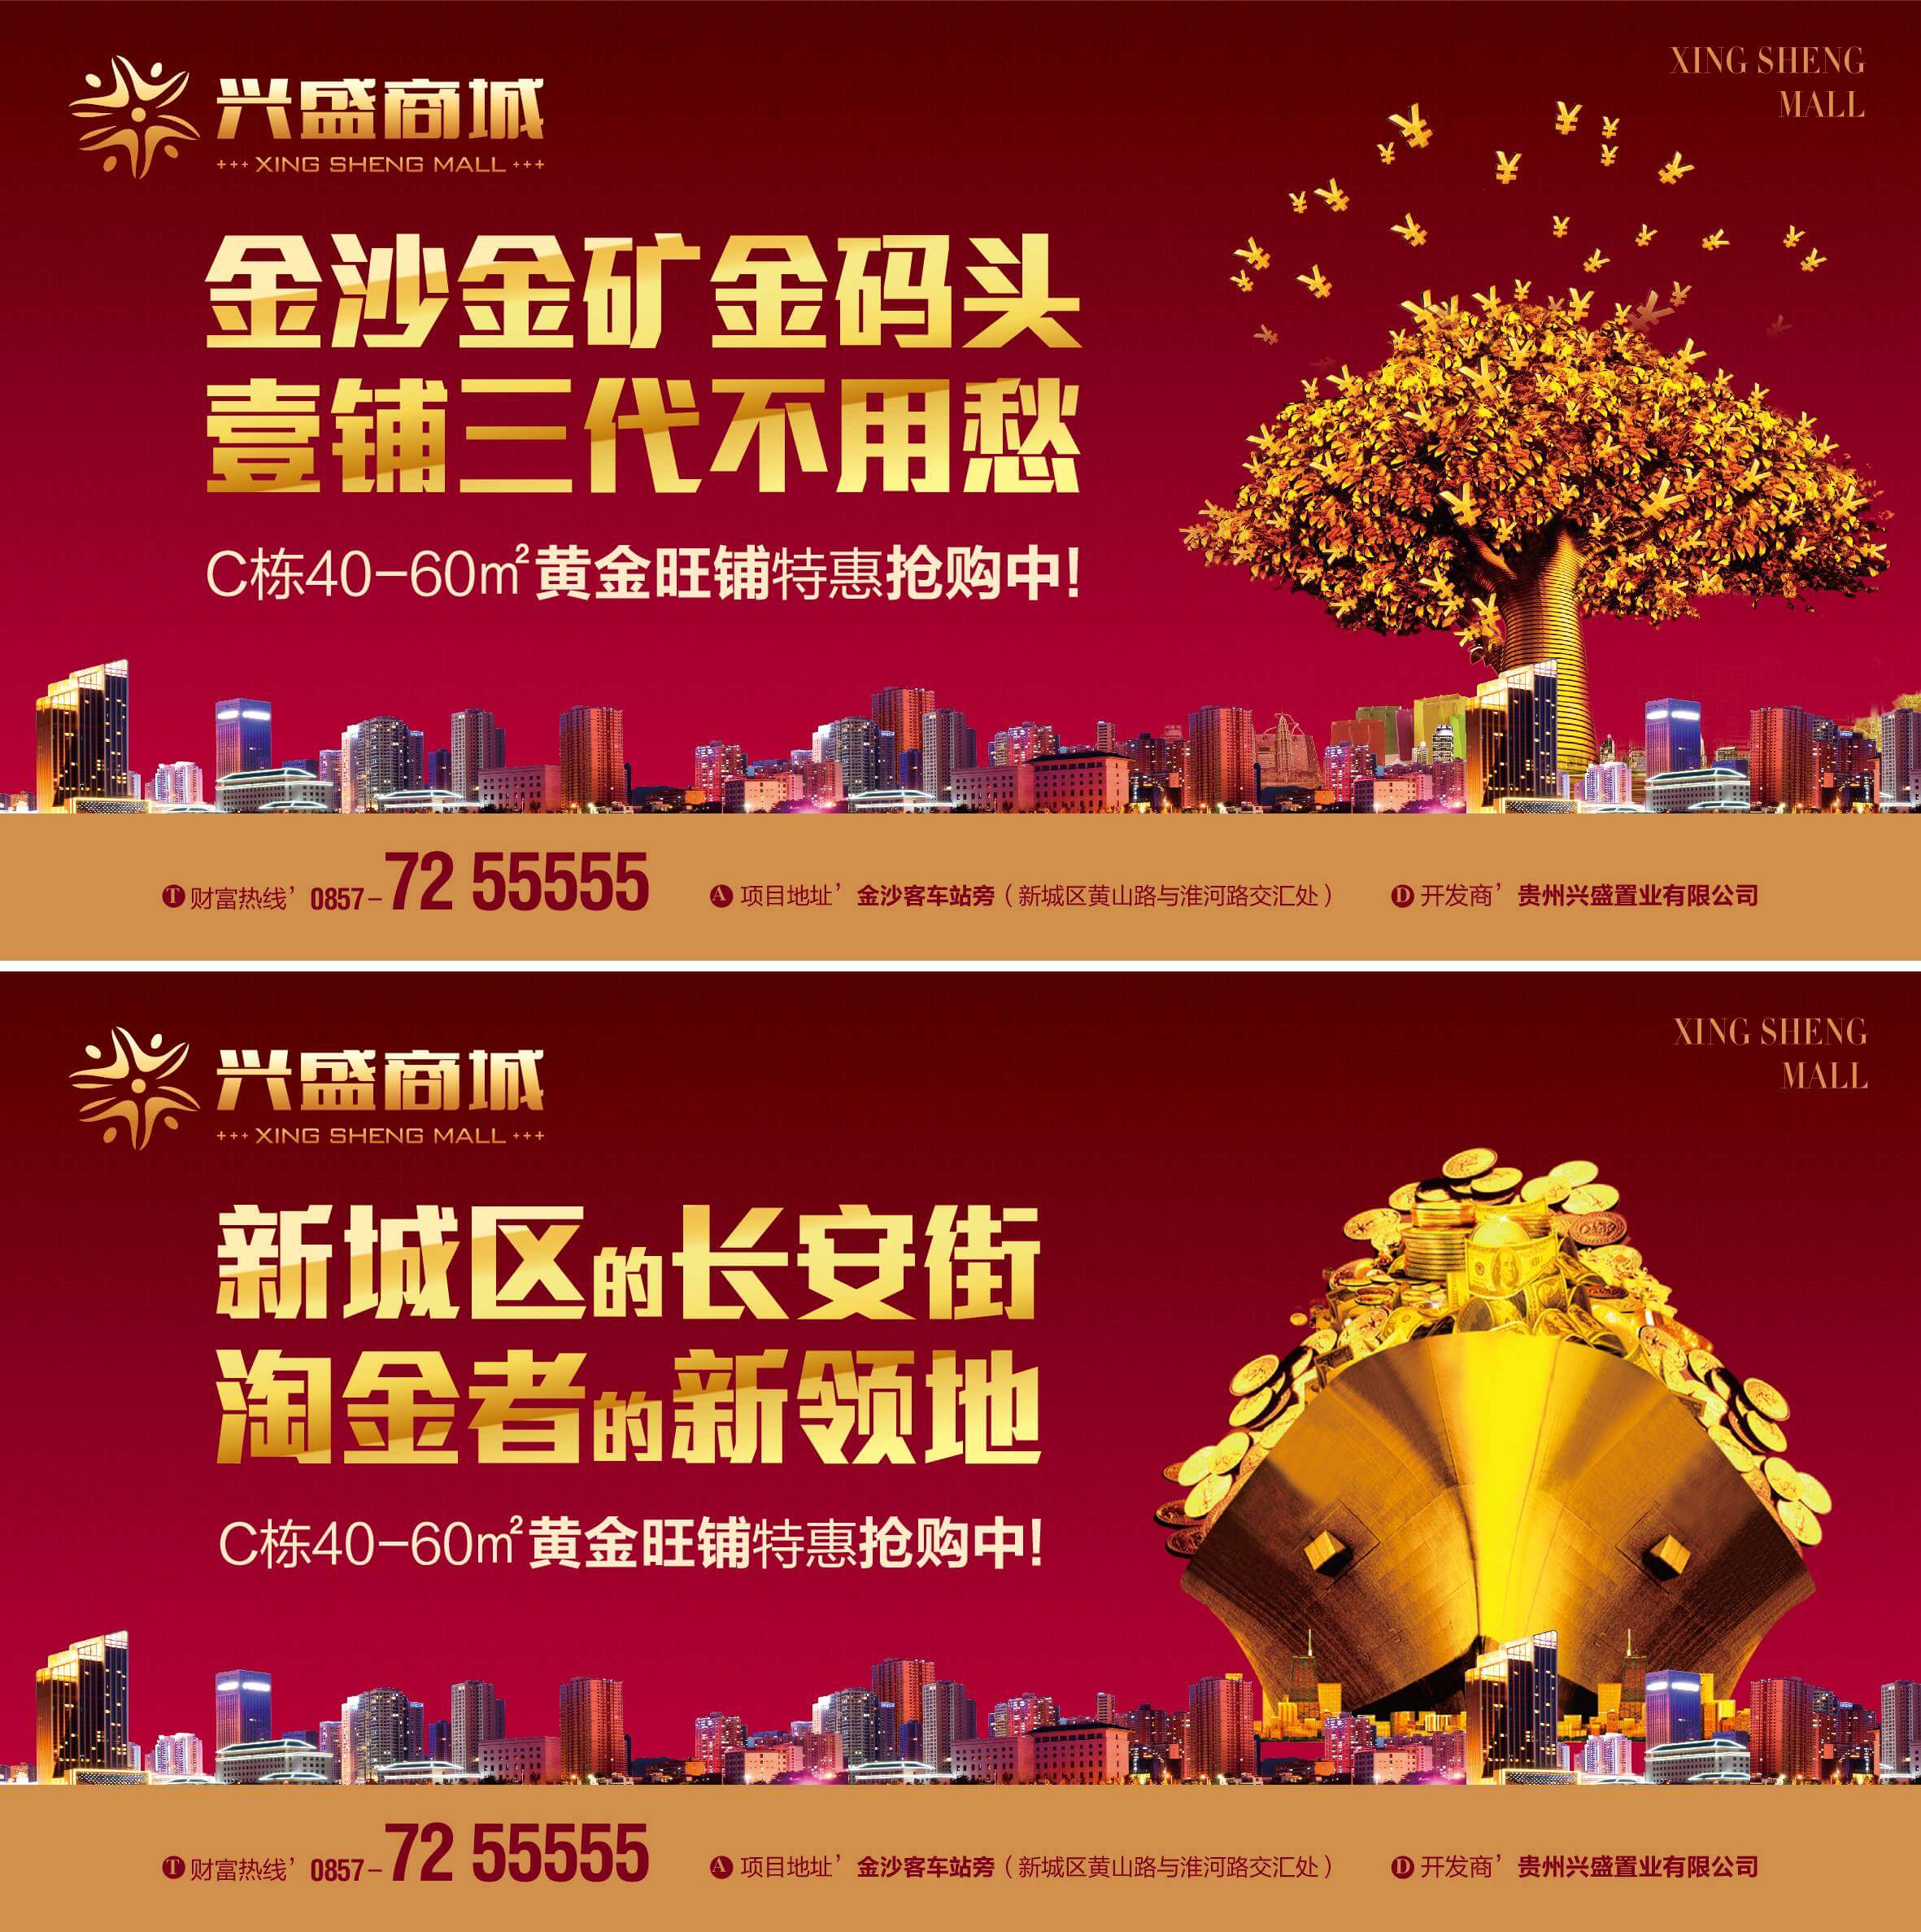 兴盛商城
+++XING SHENG MALL+++
XING SHENG
MALL
金沙金矿金码头
壹铺三代不用愁
C栋40-60㎡黄金旺铺特惠抢购中!
T 财富热线' 0857-72 55555 A 项目地址' 金沙客车站旁（新城区黄山路与淮河路交汇处） D 开发商' 贵州兴盛置业有限公司
兴盛商城
+++XING SHENG MALL+++
XING SHENG
MALL
新城区的长安街
淘金者的新领地
C栋40-60㎡黄金旺铺特惠抢购中!
T 财富热线' 0857-72 55555 A 项目地址' 金沙客车站旁（新城区黄山路与淮河路交汇处） D 开发商' 贵州兴盛置业有限公司